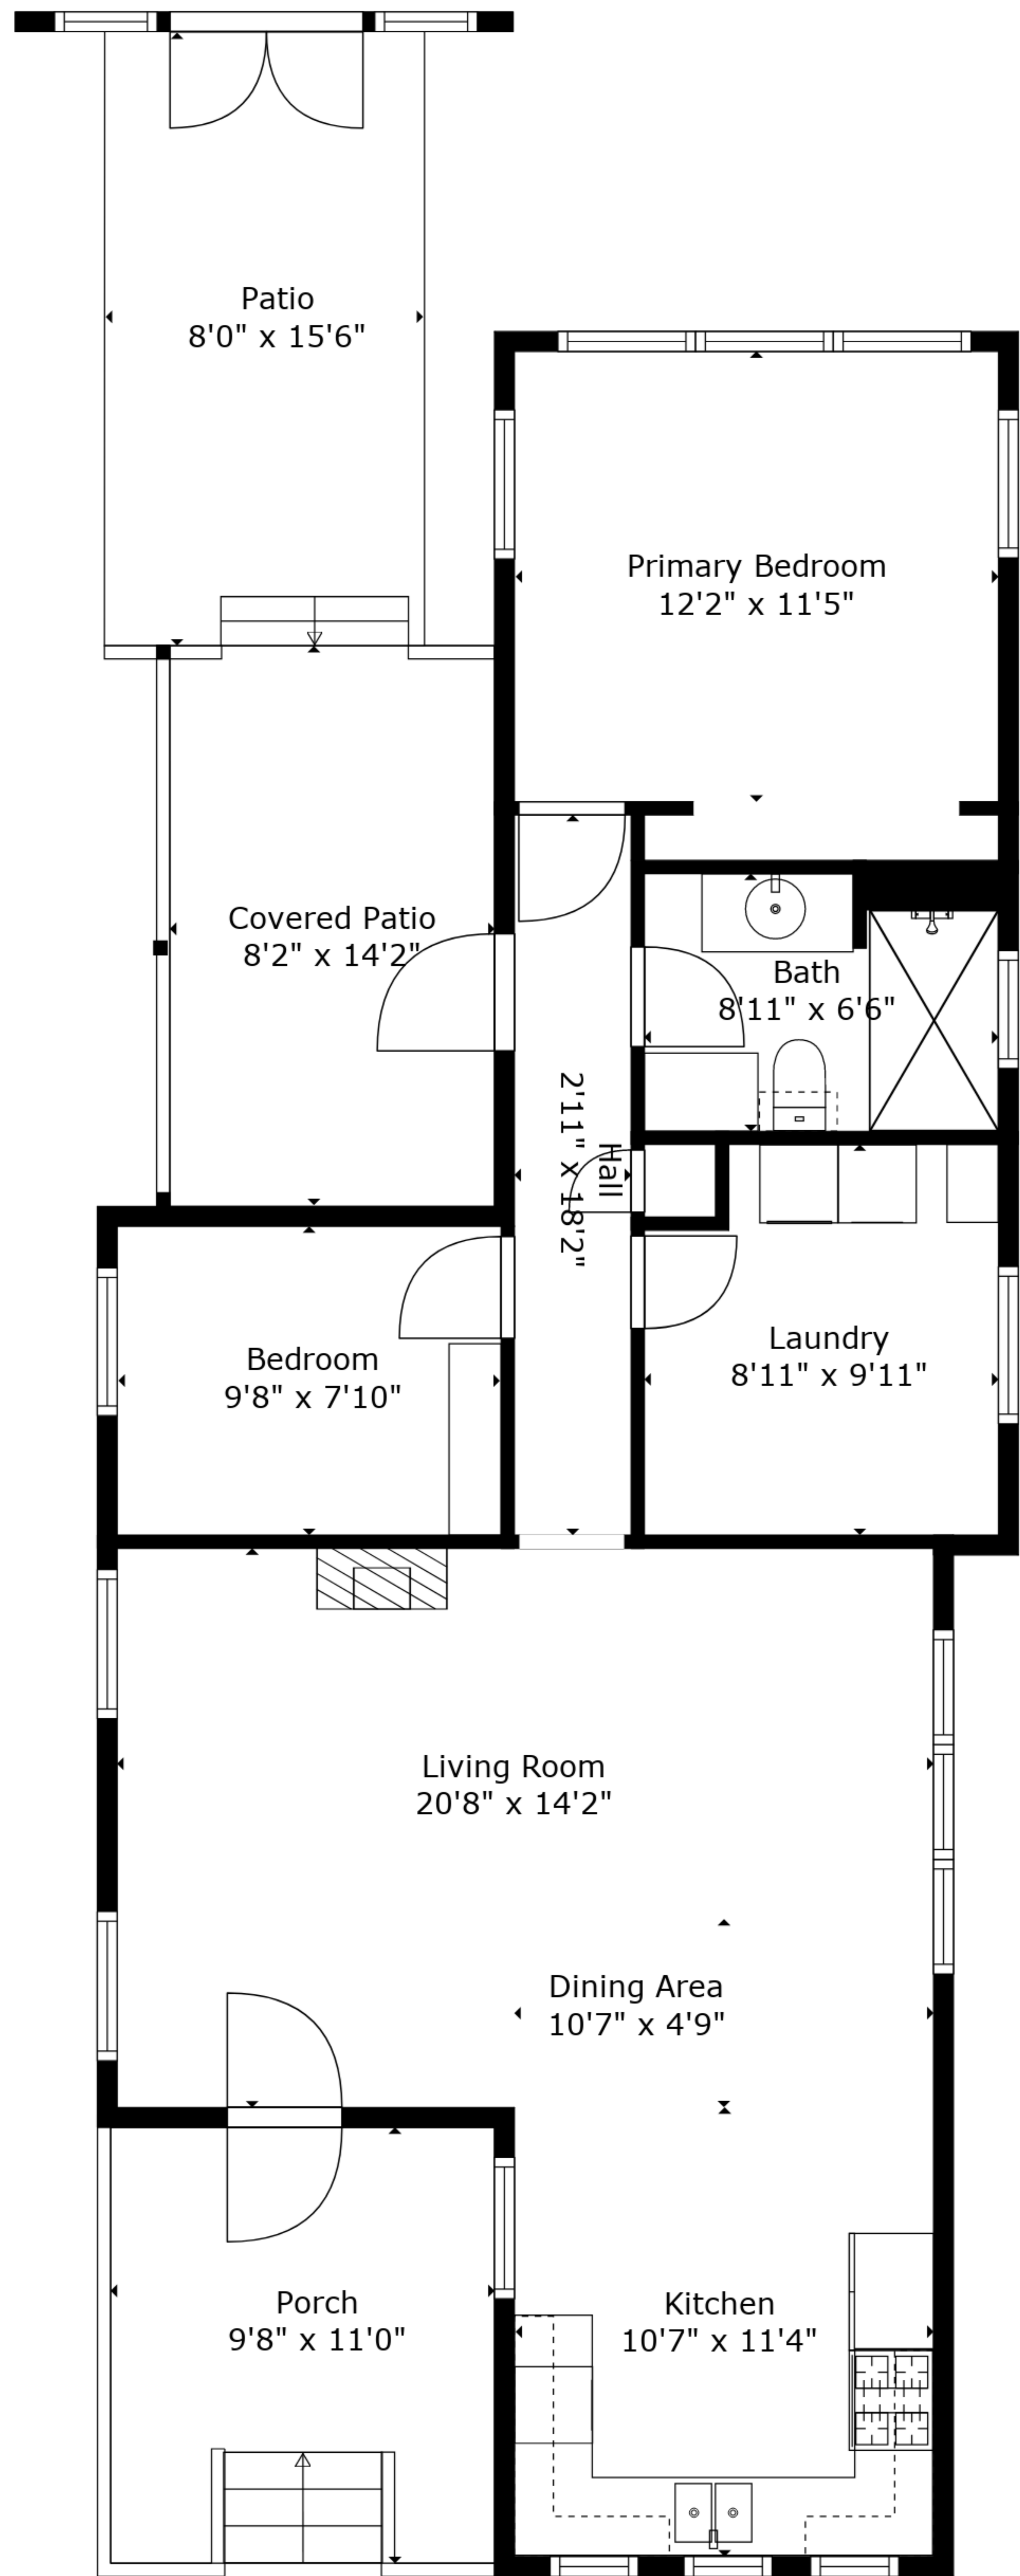 Patio
8'0" x 15'6"
Primary Bedroom
12'2" x 11'5"
Covered Patio
8'2" x 14'2"
Bath
8'11" x 6'6"
Hall
2'11" x 18'2"
Laundry
8'11" x 9'11"
Bedroom
9'8" x 7'10"
Living Room
20'8" x 14'2"
Dining Area
10'7" x 4'9"
Porch
9'8" x 11'0"
Kitchen
10'7" x 11'4"